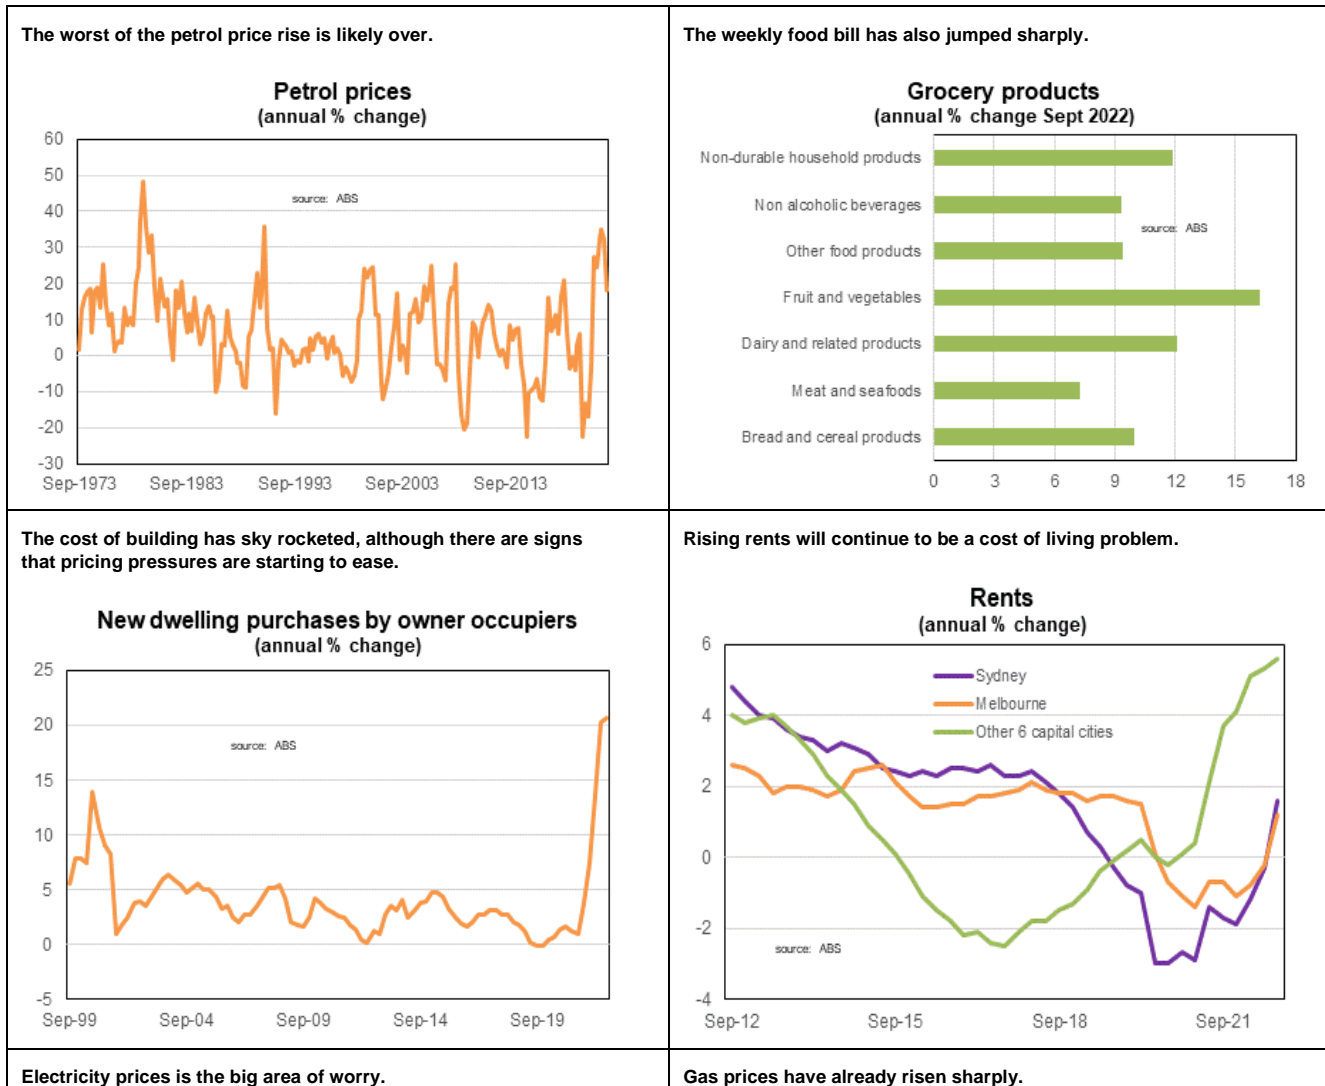 The worst of the petrol price rise is likely over.
Petrol prices
(annual % change)
60
50
40
30
20
10
0
-10
-20
-30
source: ABS
Sep-1973
Sep-1983
Sep-1993
Sep-2003
Sep-2013
The weekly food bill has also jumped sharply.
Grocery products
(annual % change Sept 2022)
Non-durable household products
Non alcoholic beverages
source: ABS
Other food products
Fruit and vegetables
Dairy and related products
Meat and seafoods
Bread and cereal products
0
3
6
9
12
15
18
The cost of building has sky rocketed, although there are signs
that pricing pressures are starting to ease.
New dwelling purchases by owner occupiers
(annual % change)
25
20
15
10
5
0
-5
source: ABS
Sep-99
Sep-04
Sep-09
Sep-14
Sep-19
Rising rents will continue to be a cost of living problem.
Rents
(annual % change)
6
4
2
0
-2
-4
Sydney
Melbourne
Other 6 capital cities
source: ABS
Sep-12
Sep-15
Sep-18
Sep-21
Electricity prices is the big area of worry.
Gas prices have already risen sharply.